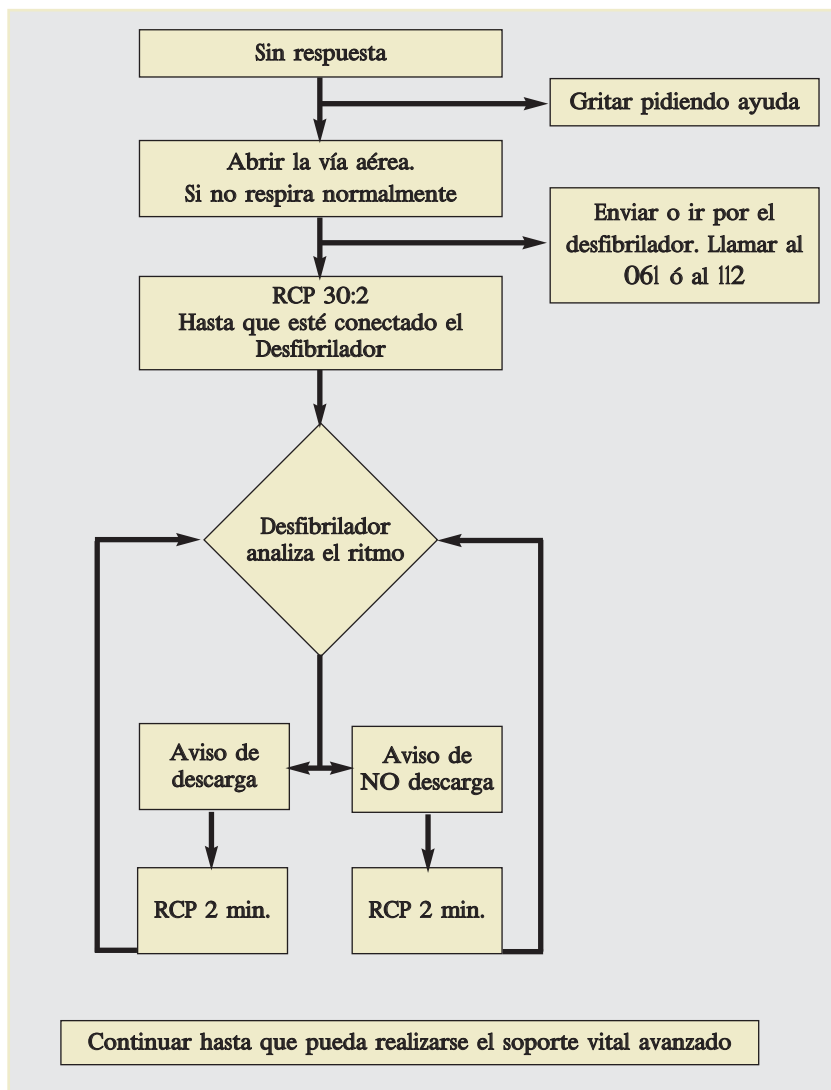 Sin respuesta
Gritar pidiendo ayuda
Abrir la vía aérea.
Si no respira normalmente
Enviar o ir por el
desfibrilador. Llamar al
061 ó al 112
RCP 30:2
Hasta que esté conectado el
Desfibrilador
Desfibrilador
analiza el ritmo
Aviso de
descarga
Aviso de
NO descarga
RCP 2 min.
RCP 2 min.
Continuar hasta que pueda realizarse el soporte vital avanzado